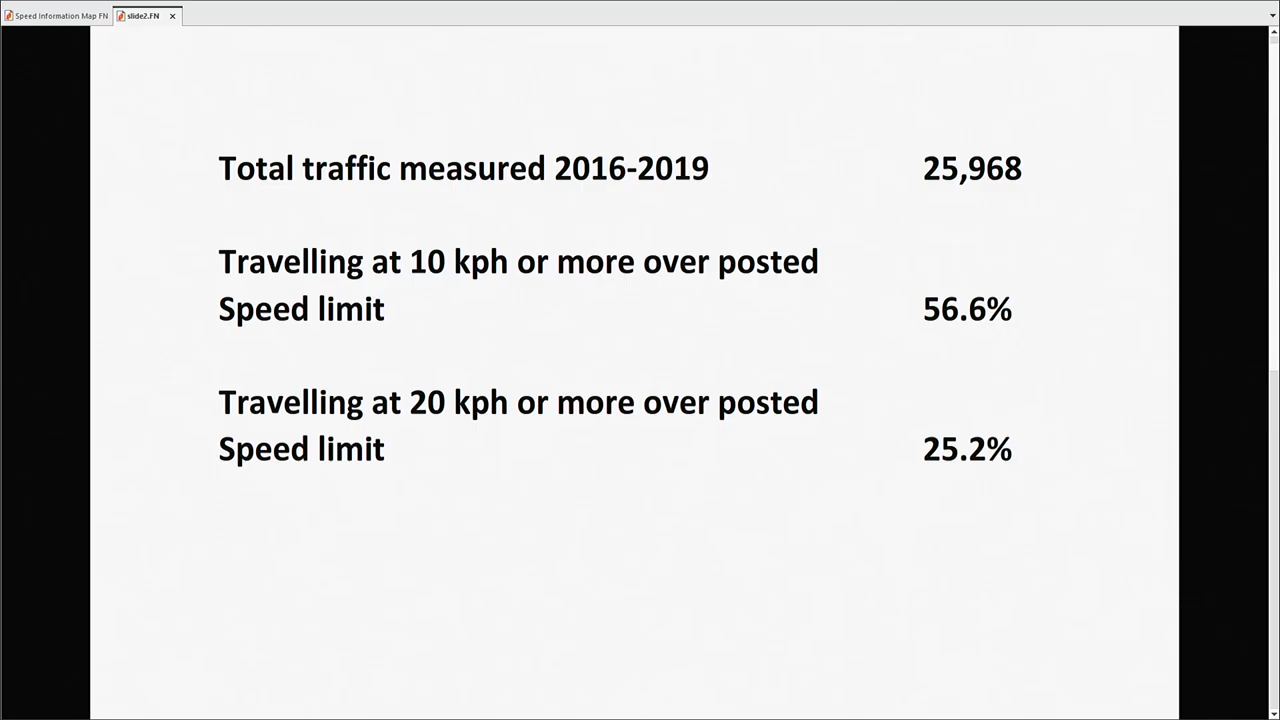 Speed Information Map FN
slide2.FN
Total traffic measured 2016-2019 25,968
Travelling at 10 kph or more over posted
Speed limit 56.6%
Travelling at 20 kph or more over posted
Speed limit 25.2%